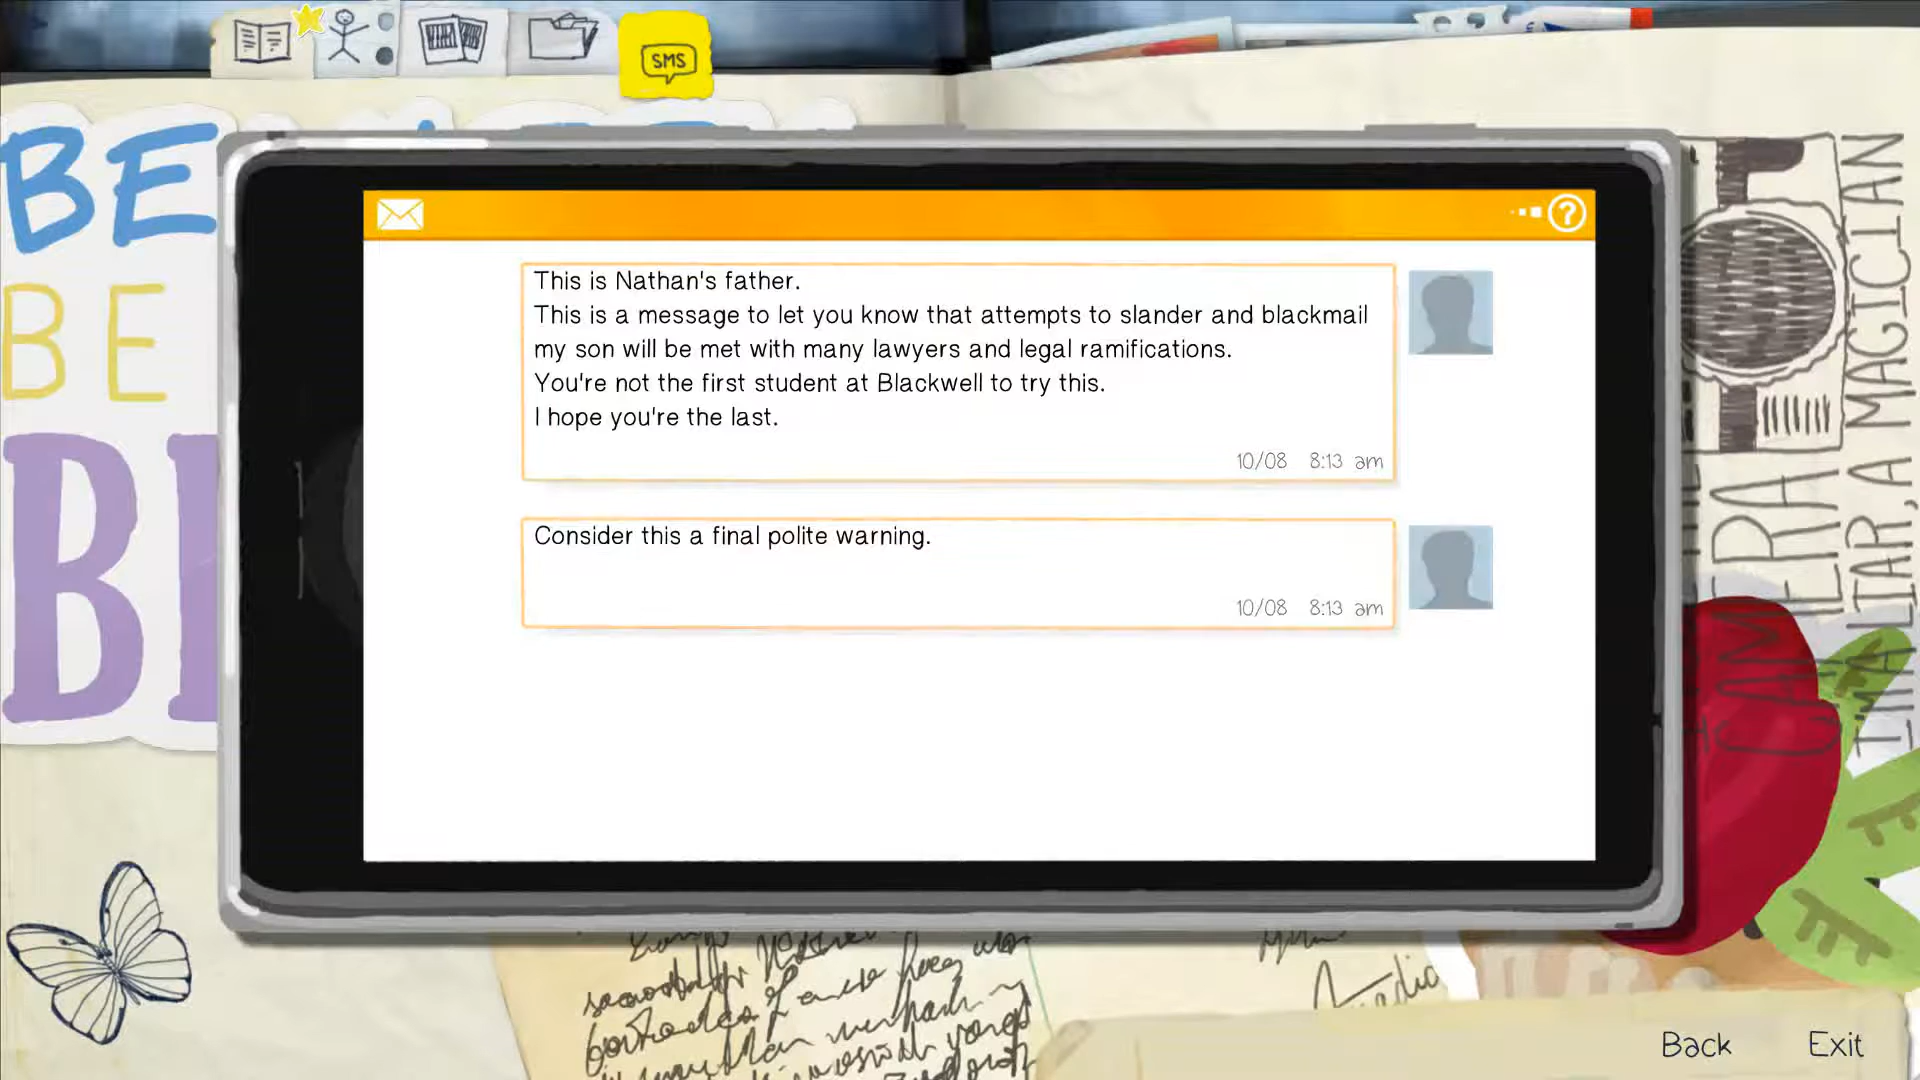 SMS
BE
BE
This is Nathan's father.
This is a message to let you know that attempts to slander and blackmail
my son will be met with many lawyers and legal ramifications.
You're not the first student at Blackwell to try this.
I hope you're the last.
10/08 8:13 am
Consider this a final polite warning.
10/08 8:13 am
A MAGICIAN
Back
Exit